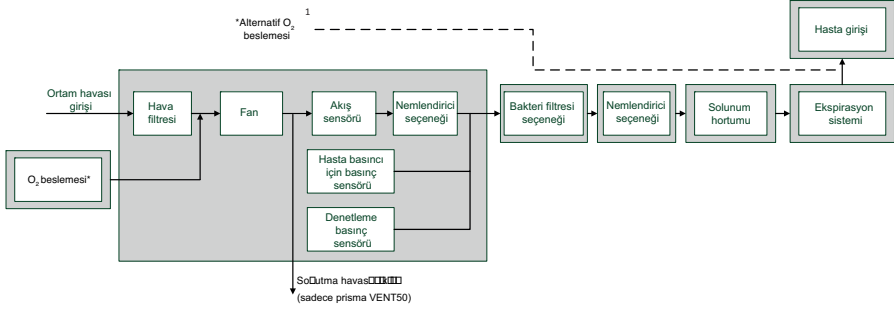 *Alternatif O₂
beslemesi
1
Hasta girişi
Ortam havası
girişi
Hava
filtresi
Fan
Akış
sensörü
Nemlendirici
seçeneği
Bakteri filtresi
seçeneği
Nemlendirici
seçeneği
Solunum
hortumu
Ekspirasyon
sistemi
O₂ beslemesi*
Hasta basıncı
için basınç
sensörü
Denetleme
basınç
sensörü
(sadece prisma VENT50)